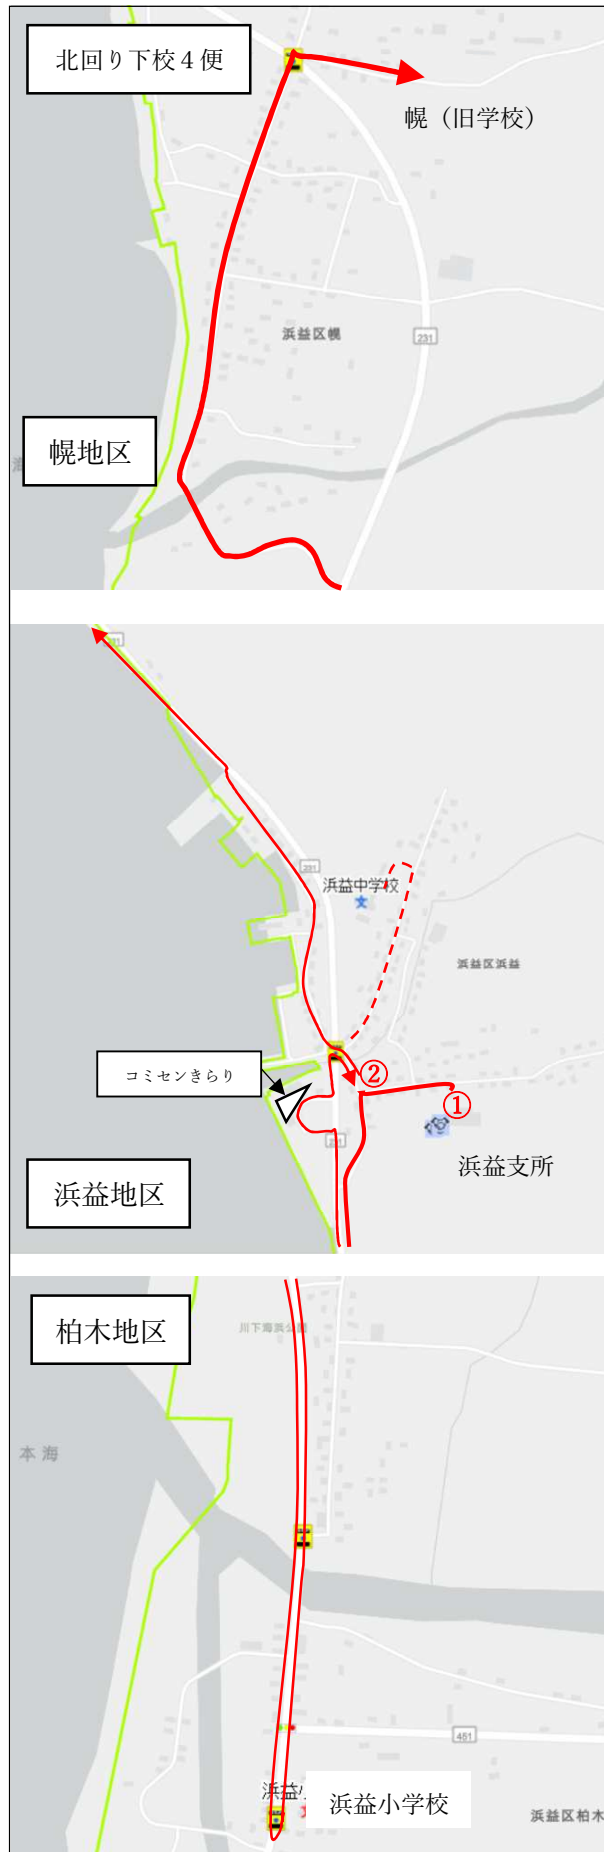 北回り下校４便
幌（旧学校）
浜益区幌
231
幌地区
海
231
浜益中学校
浜益区浜益
コミセンきらり
②
①
231
浜益支所
浜益地区
柏木地区
川下海浜公園
本海
461
浜益小学校
浜益区柏木